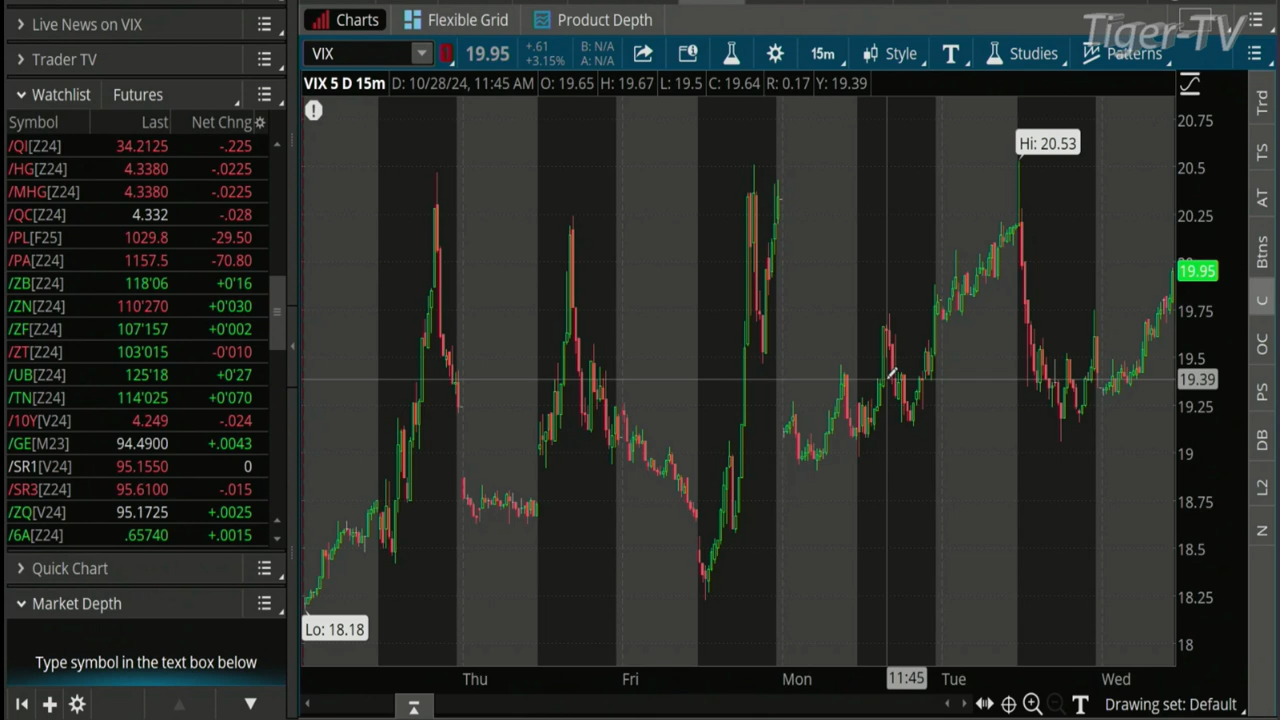 Live News on VIX
Charts
Flexible Grid
Product Depth
Tiger-TV
Trader TV
VIX
19.95
+.61
+3.15%
B: N/A
A: N/A
15m
Style
T
Studies
Patterns
Watchlist
Futures
VIX 5 D 15m
D: 10/28/24, 11:45 AM
O: 19.65
H: 19.67
L: 19.5
C: 19.64
R: 0.17
Y: 19.39
Symbol Last Net Chng
/QI[Z24] 34.2125 -.225
/HG[Z24] 4.3380 -.0225
/MHG[Z24] 4.3380 -.0225
/QC[Z24] 4.332 -.028
/PL[F25] 1029.8 -29.50
/PA[Z24] 1157.5 -70.80
/ZB[Z24] 118'06 +0'16
/ZN[Z24] 110'270 +0'030
/ZF[Z24] 107'157 +0'002
/ZT[Z24] 103'015 -0'010
/UB[Z24] 125'18 +0'27
/TN[Z24] 114'025 +0'070
/10Y[V24] 4.249 -.024
/GE[M23] 94.4900 +.0043
/SR1[V24] 95.1550 0
/SR3[Z24] 95.6100 -.015
/ZQ[V24] 95.1725 +.0025
/6A[Z24] .65740 +.0015
Quick Chart
Market Depth
Type symbol in the text box below
Hi: 20.53
Lo: 18.18
20.75
20.5
20.25
19.95
19.75
19.5
19.39
19.25
19
18.75
18.5
18.25
18
Thu
Fri
Mon
11:45
Tue
Wed
T
Drawing set: Default
Trd
TS
AT
Btns
C
OC
PS
DB
L2
N